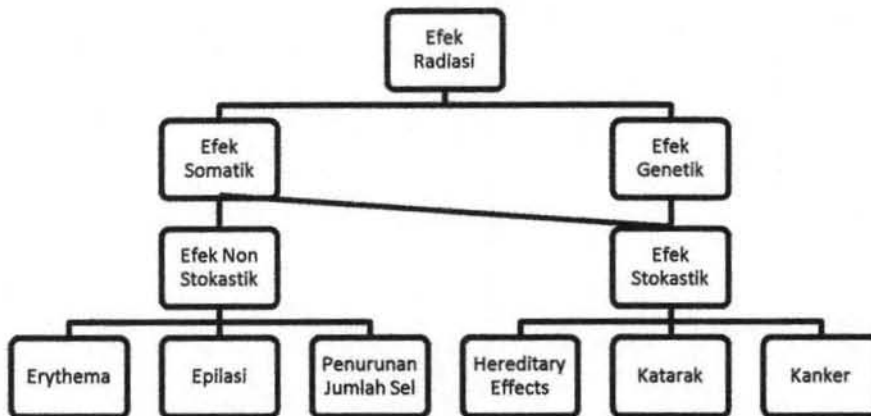 Efek
Radiasi
Efek
Somatik
Efek
Genetik
Efek Non
Stokastik
Efek
Stokastik
Erythema
Epilasi
Penurunan
Jumlah Sel
Hereditary
Effects
Katarak
Kanker